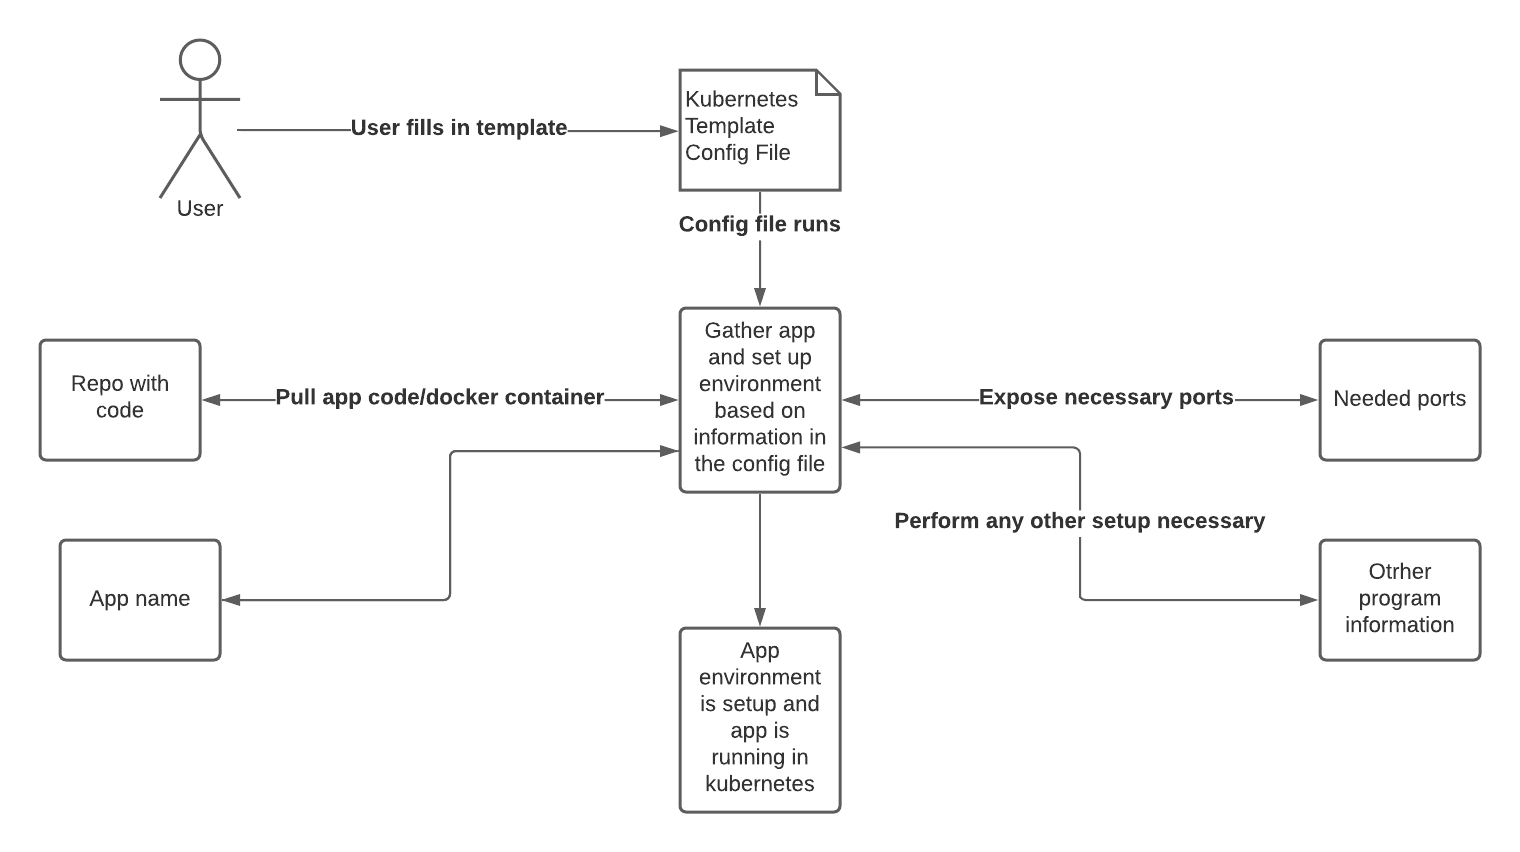 User fills in template
Kubernetes
Template
Config File
User
Config file runs
Gather app
and set up
environment
based on
information in
the config file
Repo with
code
Pull app code/docker container
Expose necessary ports
Needed ports
Perform any other setup necessary
App name
Otrher
program
information
App
environment
is setup and
app is
running in
kubernetes